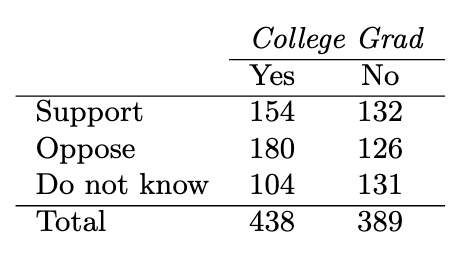 College Grad
Yes No
Support 154 132
Oppose 180 126
Do not know 104 131
Total 438 389